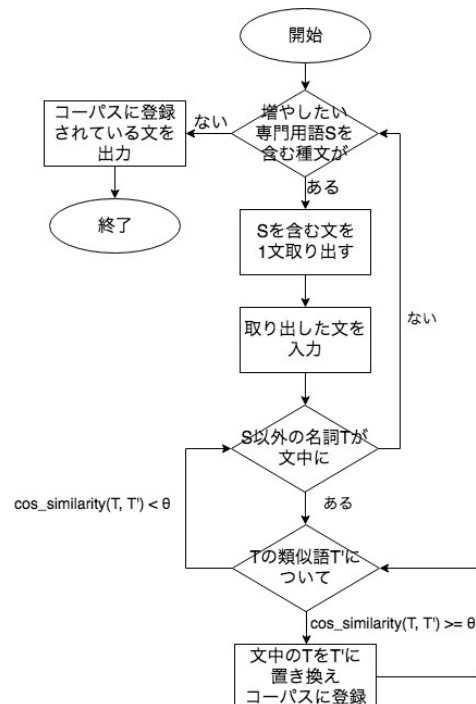 開始
増やしたい
専門用語Sを
含む種文が
ない
コーパスに登録
されている文を
出力
終了
ある
Sを含む文を
1文取り出す
取り出した文を
入力
ない
S以外の名詞Tが
文中に
cos_similarity(T, T') < θ
ある
Tの類似語T'に
ついて
cos_similarity(T, T') >= θ
文中のTをT'に
置き換え
コーパスに登録